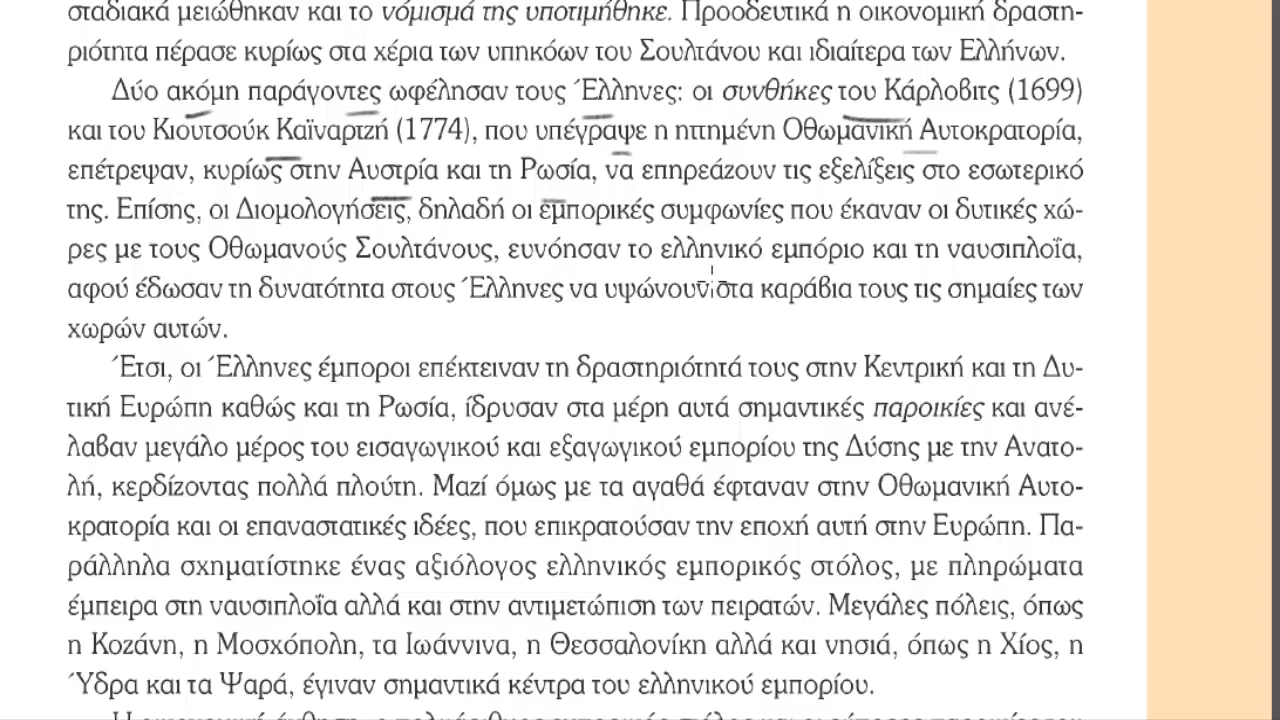 σταδιακά μειώθηκαν και το νόμισμά της υποτιμήθηκε. Προοδευτικά η οικονομική δραστη-
ριότητα πέρασε κυρίως στα χέρια των υπηκόων του Σουλτάνου και ιδιαίτερα των Ελλήνων.
Δύο ακόμη παράγοντες ωφέλησαν τους Έλληνες: οι συνθήκες του Κάρλοβιτς (1699)
και του Κιουτσούκ Καϊναρτζή (1774), που υπέγραψε η ηττημένη Οθωμανική Αυτοκρατορία,
επέτρεψαν, κυρίως στην Αυστρία και τη Ρωσία, να επηρεάζουν τις εξελίξεις στο εσωτερικό
της. Επίσης, οι Διομολογήσεις, δηλαδή οι εμπορικές συμφωνίες που έκαναν οι δυτικές χώ-
ρες με τους Οθωμανούς Σουλτάνους, ευνόησαν το ελληνικό εμπόριο και τη ναυσιπλοΐα,
αφού έδωσαν τη δυνατότητα στους Έλληνες να υψώνουν στα καράβια τους τις σημαίες των
χωρών αυτών.
Έτσι, οι Έλληνες έμποροι επέκτειναν τη δραστηριότητά τους στην Κεντρική και τη Δυ-
τική Ευρώπη καθώς και τη Ρωσία, ίδρυσαν στα μέρη αυτά σημαντικές παροικίες και ανέ-
λαβαν μεγάλο μέρος του εισαγωγικού και εξαγωγικού εμπορίου της Δύσης με την Ανατο-
λή, κερδίζοντας πολλά πλούτη. Μαζί όμως με τα αγαθά έφταναν στην Οθωμανική Αυτο-
κρατορία και οι επαναστατικές ιδέες, που επικρατούσαν την εποχή αυτή στην Ευρώπη. Πα-
ράλληλα σχηματίστηκε ένας αξιόλογος ελληνικός εμπορικός στόλος, με πληρώματα
έμπειρα στη ναυσιπλοΐα αλλά και στην αντιμετώπιση των πειρατών. Μεγάλες πόλεις, όπως
η Κοζάνη, η Μοσχόπολη, τα Ιωάννινα, η Θεσσαλονίκη αλλά και νησιά, όπως η Χίος, η
Ύδρα και τα Ψαρά, έγιναν σημαντικά κέντρα του ελληνικού εμπορίου.